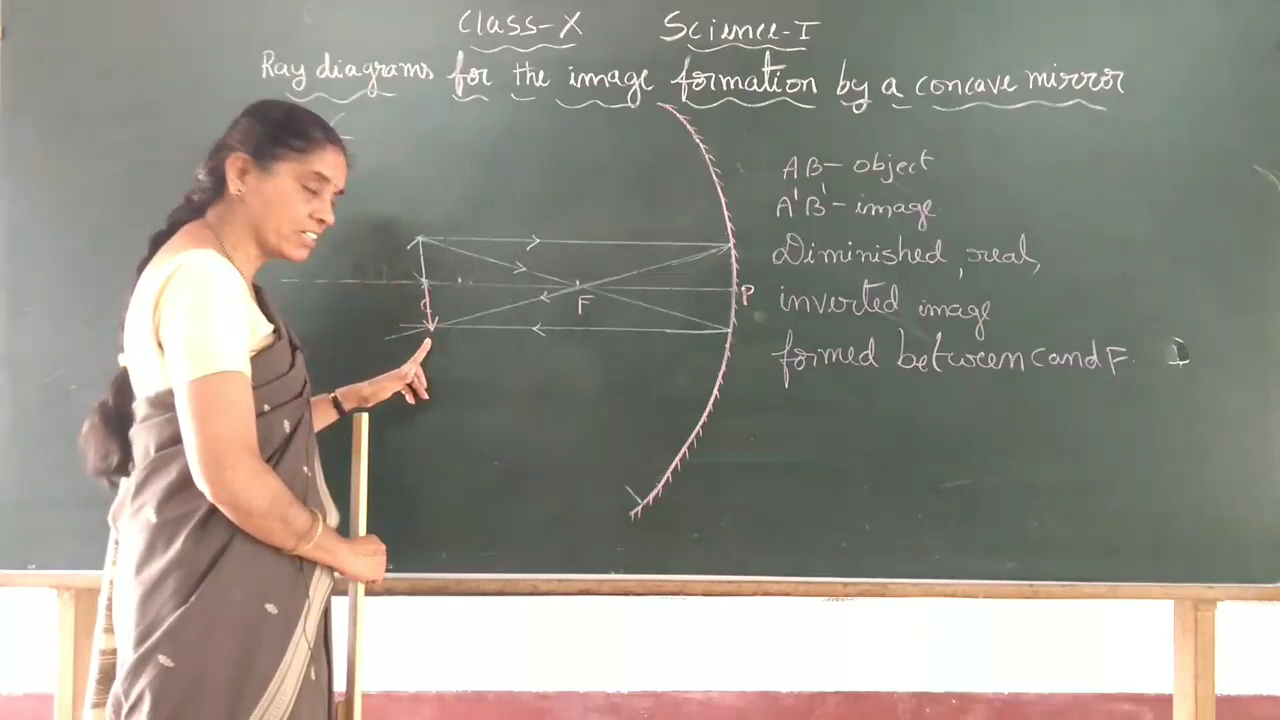 Class-X Science-I
Ray diagrams for the image formation by a concave mirror
AB- object
A'B'- image
Diminished, real,
inverted image
formed between C and F.
C
F
P